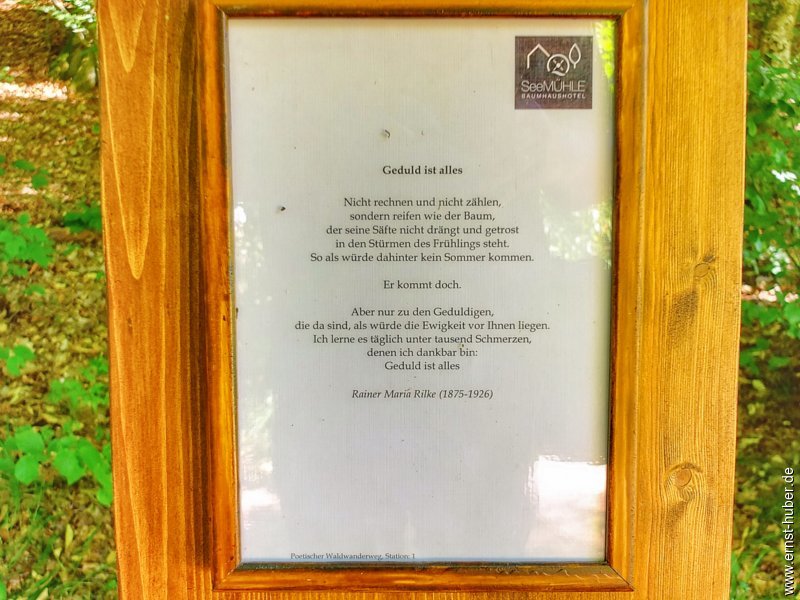 SeeMÜHLE
BAUMHAUSHOTEL
Geduld ist alles
Nicht rechnen und nicht zählen,
sondern reifen wie der Baum,
der seine Säfte nicht drängt und getrost
in den Stürmen des Frühlings steht.
So als würde dahinter kein Sommer kommen.
Er kommt doch.
Aber nur zu den Geduldigen,
die da sind, als würde die Ewigkeit vor Ihnen liegen.
Ich lerne es täglich unter tausend Schmerzen,
denen ich dankbar bin:
Geduld ist alles
Rainer Maria Rilke (1875-1926)
Poetischer Waldwanderweg, Station: 1
www.ernst-huber.de